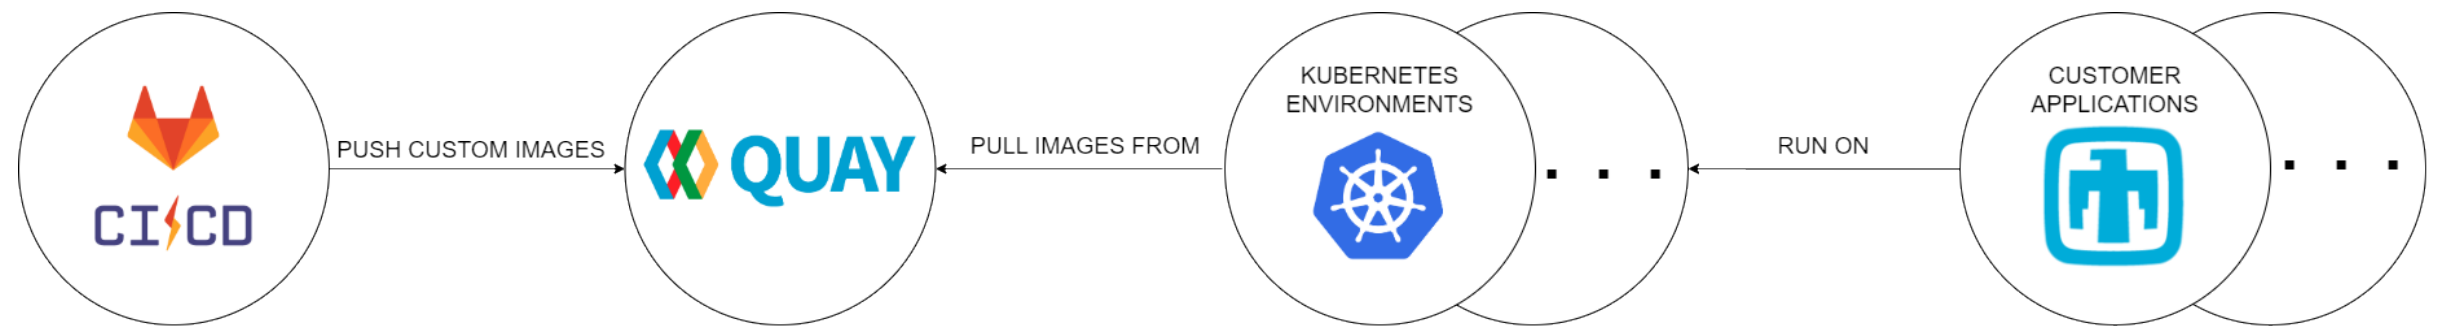 CI CD
PUSH CUSTOM IMAGES
QUAY
PULL IMAGES FROM
KUBERNETES
ENVIRONMENTS
. . .
RUN ON
CUSTOMER
APPLICATIONS
. . .